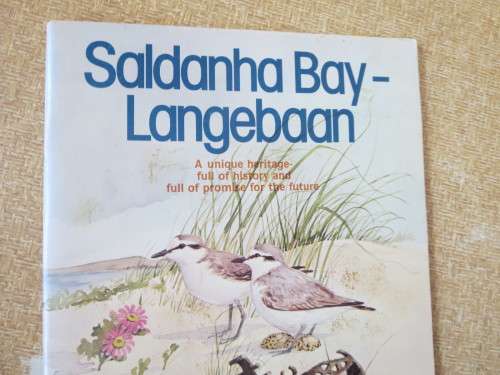 Saldanha Bay –
Langebaan
A unique heritage-
full of history and
full of promise for the future